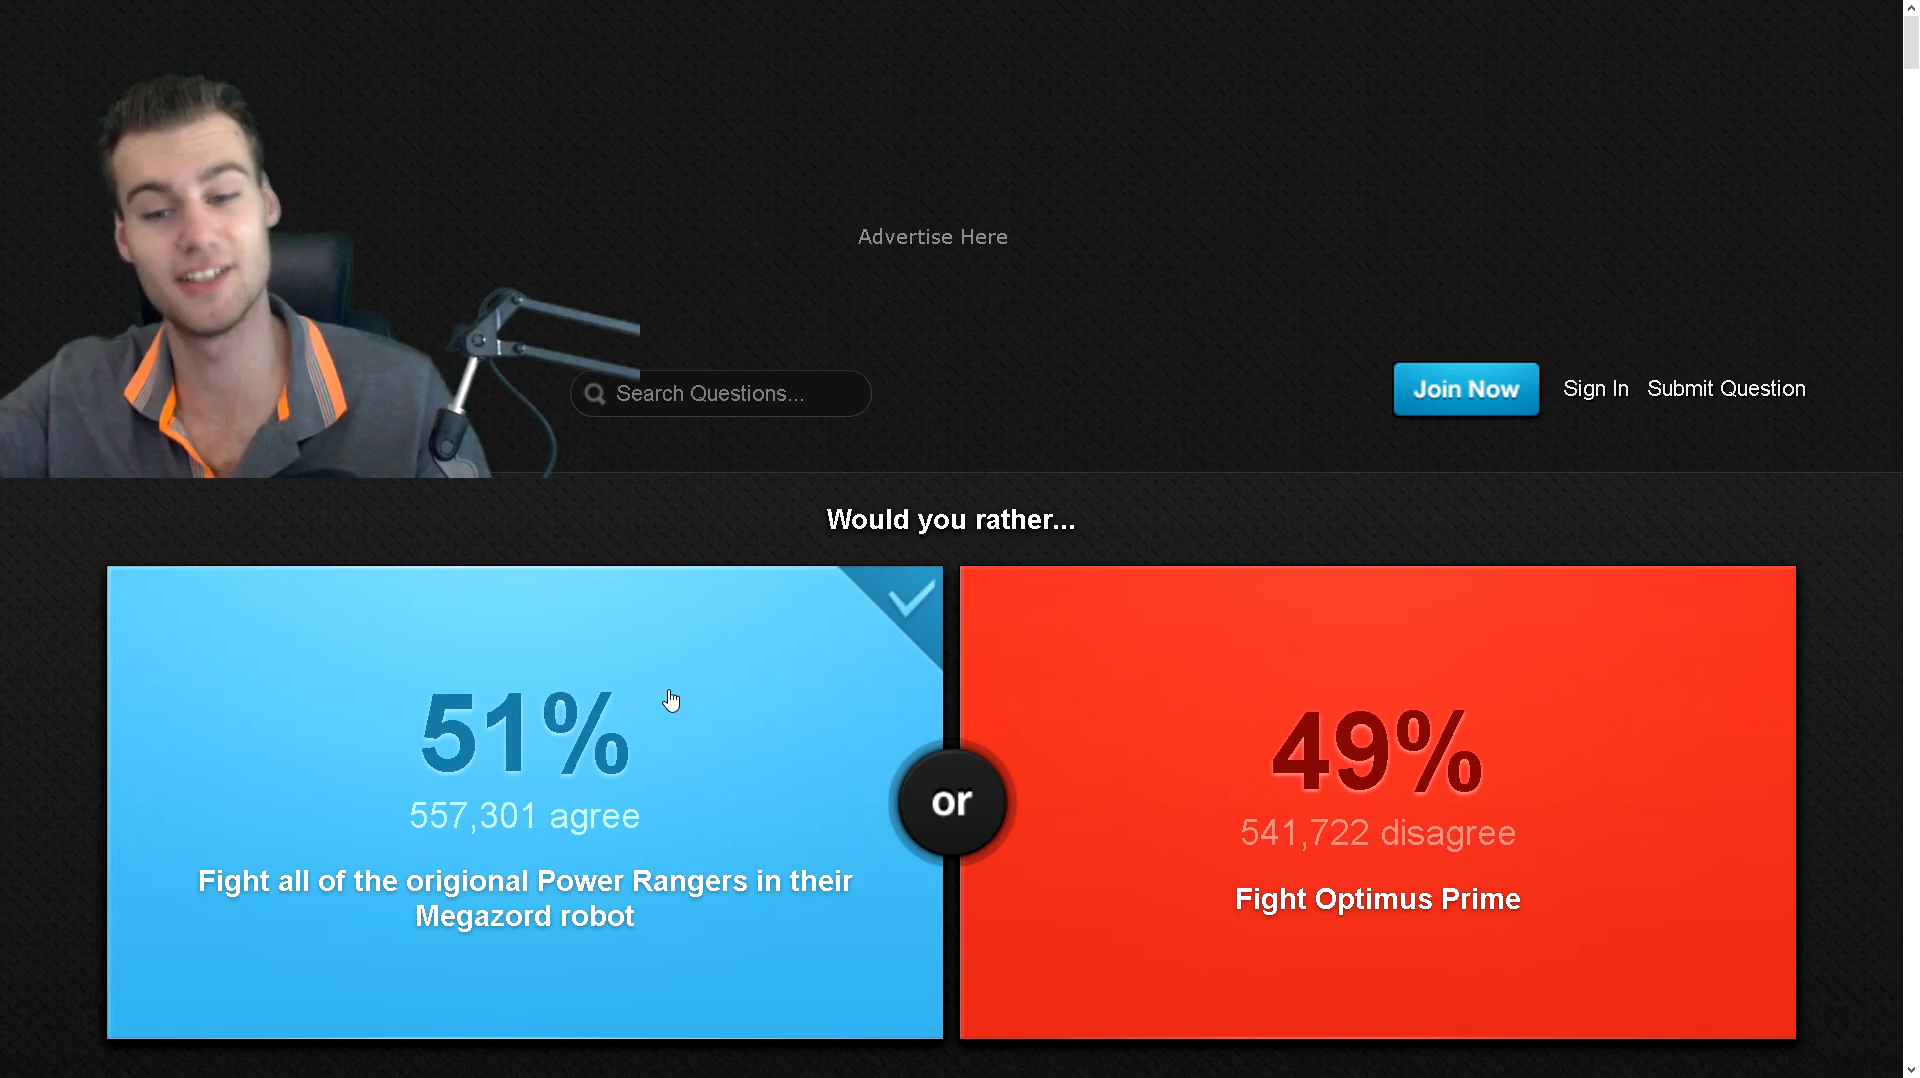 Advertise Here
Search Questions...
Join Now
Sign In
Submit Question
Would you rather...
51%
557,301 agree
Fight all of the origional Power Rangers in their
Megazord robot
or
49%
541,722 disagree
Fight Optimus Prime